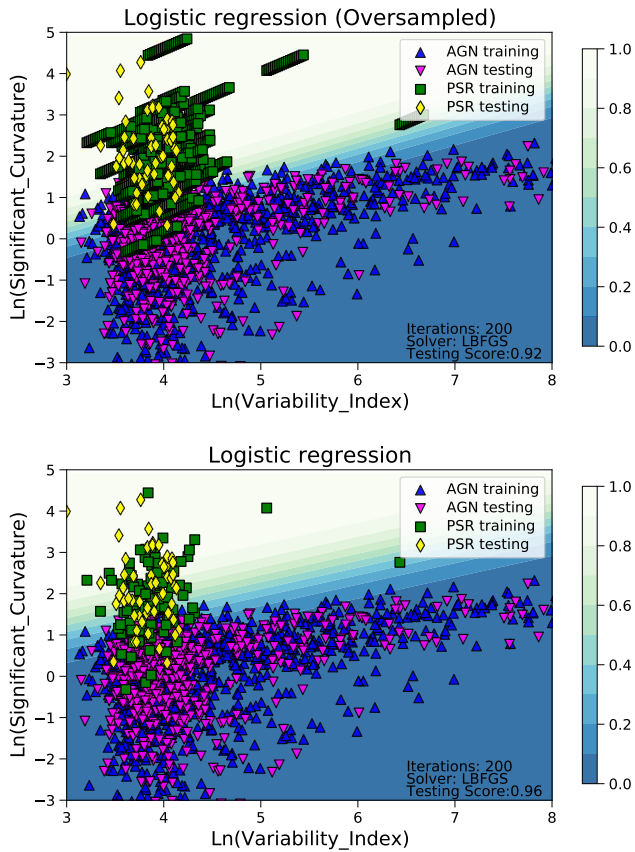 Logistic regression (Oversampled)
AGN training
AGN testing
PSR training
PSR testing
5
4
3
2
1
0
−1
−2
−3
Ln(Significant_Curvature)
Iterations: 200
Solver: LBFGS
Testing Score:0.92
3 4 5 6 7 8
Ln(Variability_Index)
1.0
0.8
0.6
0.4
0.2
0.0
Logistic regression
AGN training
AGN testing
PSR training
PSR testing
5
4
3
2
1
0
−1
−2
−3
Ln(Significant_Curvature)
Iterations: 200
Solver: LBFGS
Testing Score:0.96
3 4 5 6 7 8
Ln(Variability_Index)
1.0
0.8
0.6
0.4
0.2
0.0